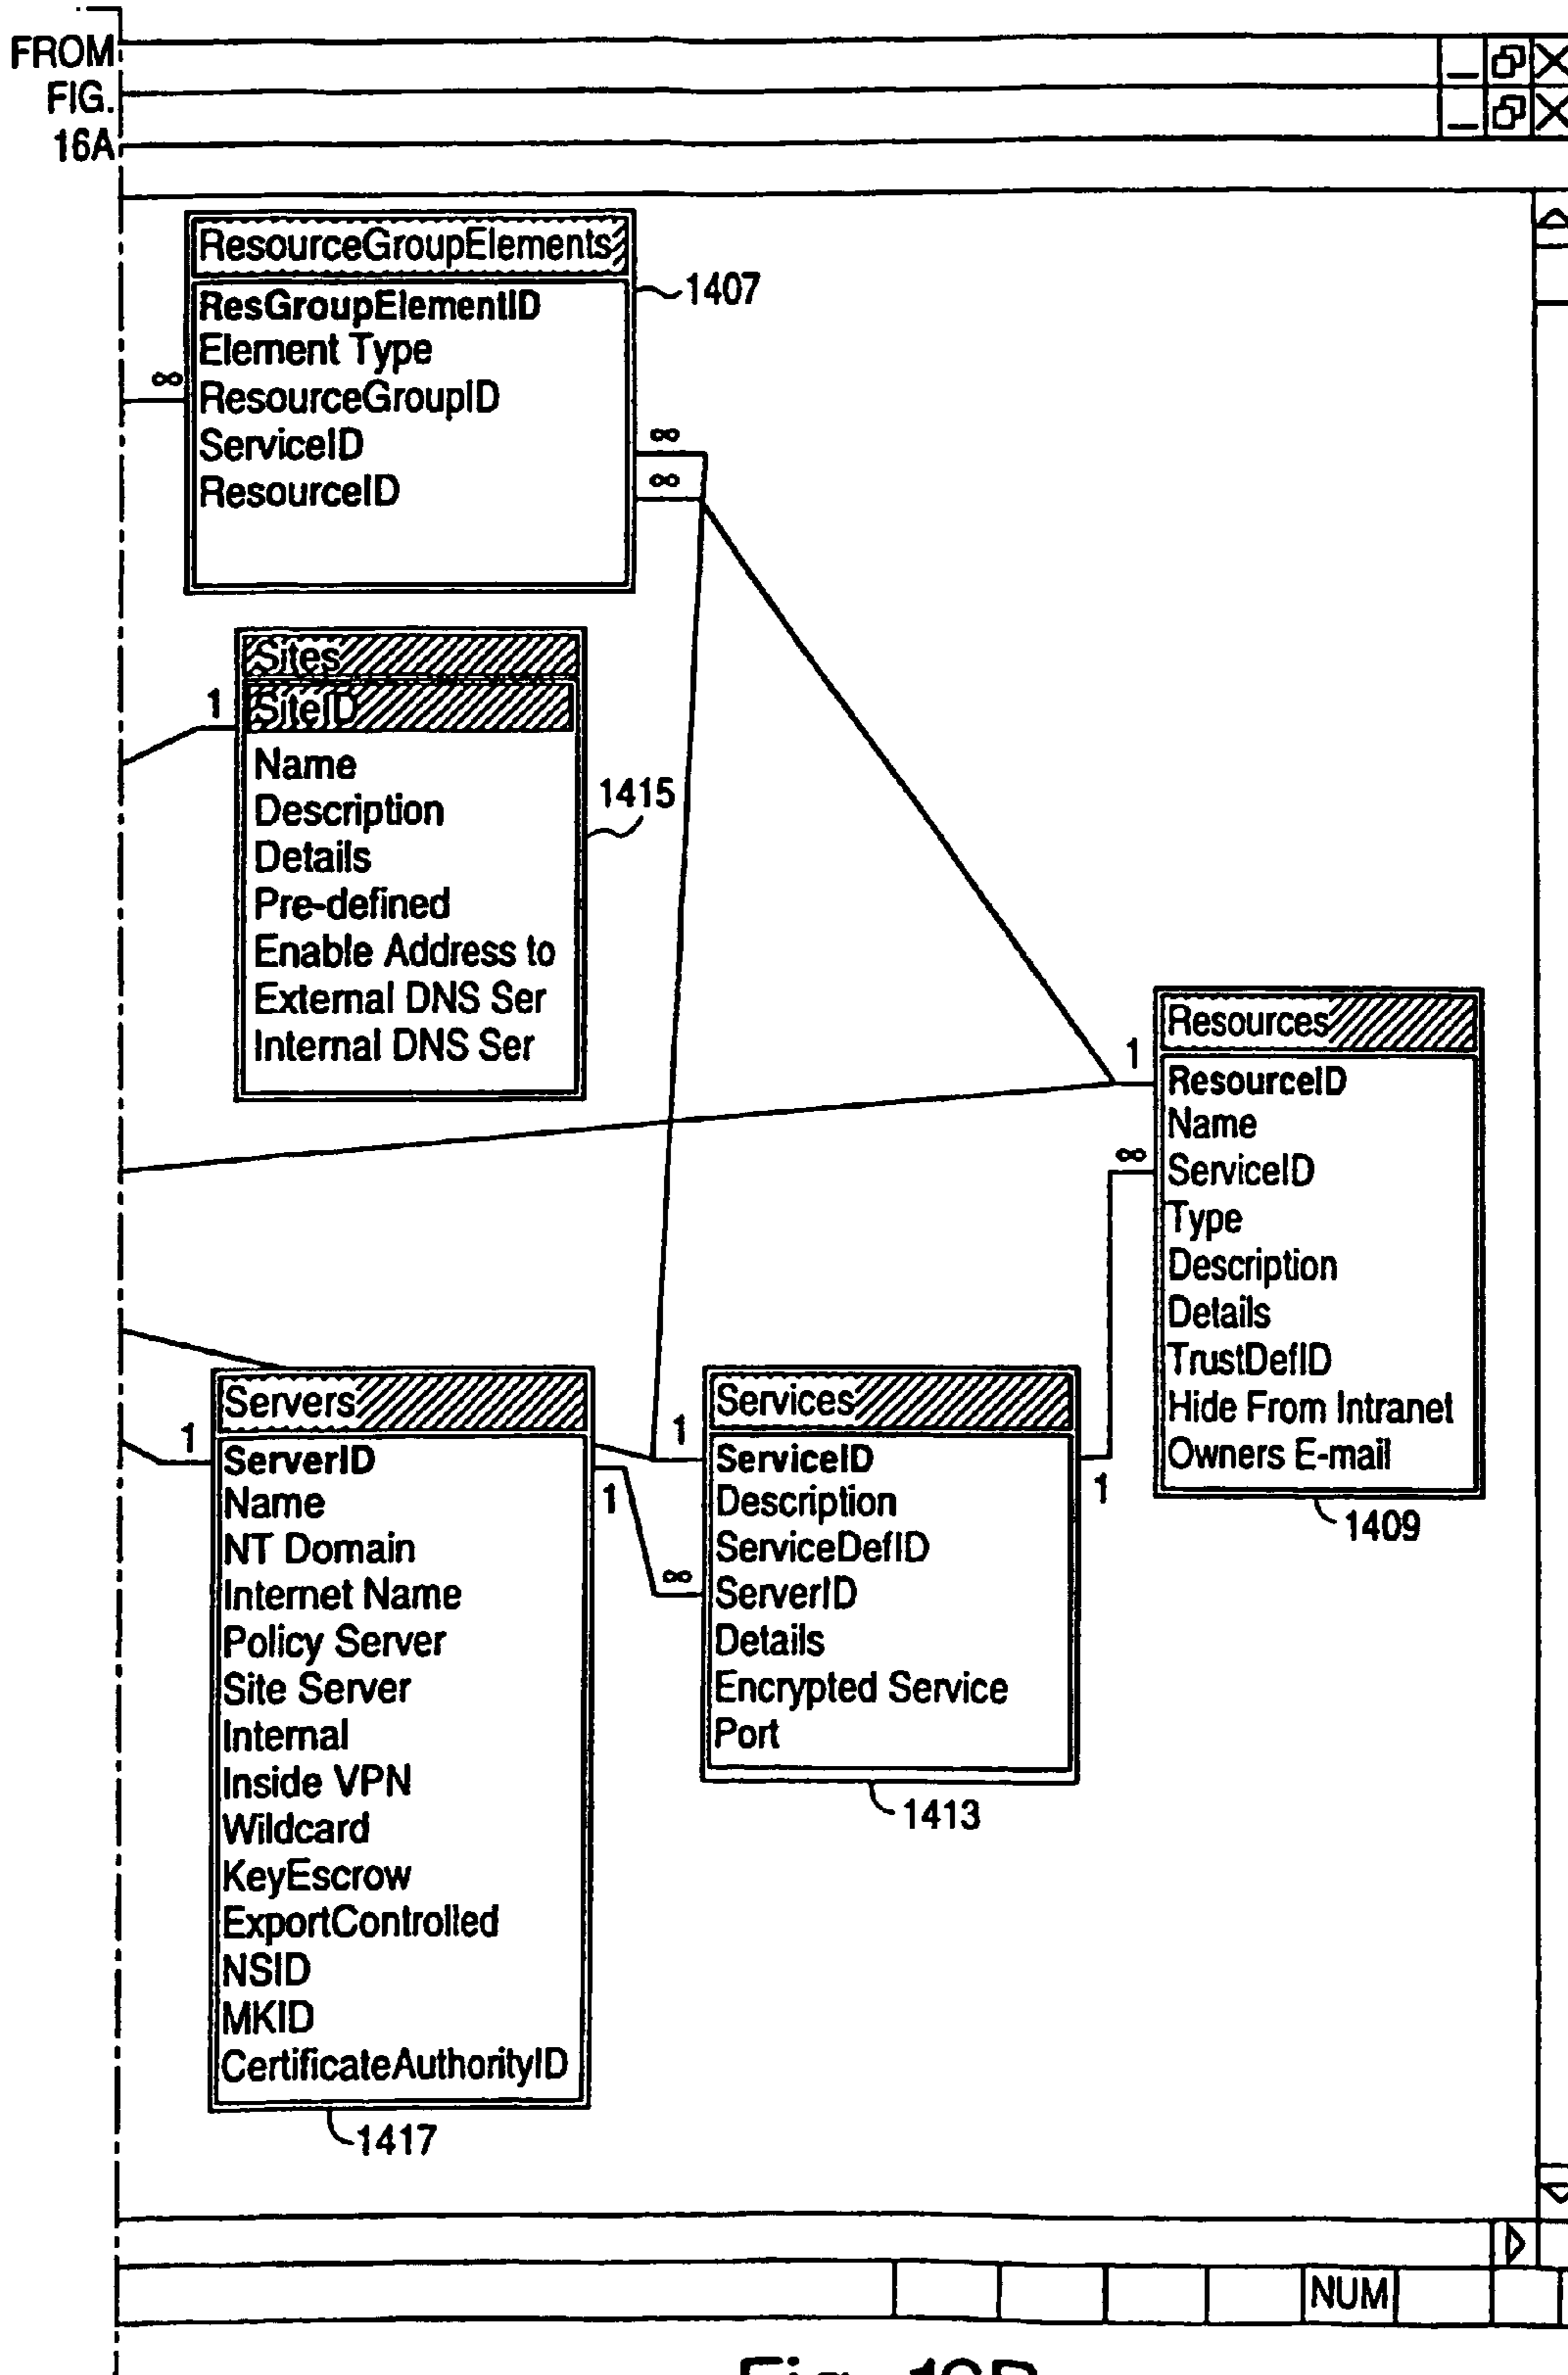 FROM
FIG.
16A
ResourceGroupElements
1407
ResGroupElementID
Element Type
∞
ResourceGroupID
ServiceID
∞
ResourceID
∞
Sites
1
SiteID
Name
1415
Description
Details
Pre-defined
Enable Address to
External DNS Ser
Internal DNS Ser
Resources
1
ResourceID
Name
∞
ServiceID
Type
Description
Details
TrustDefID
Hide From Intranet
Owners E-mail
1409
Servers
1
ServerID
Name
NT Domain
Internet Name
Policy Server
Site Server
Internal
Inside VPN
Wildcard
KeyEscrow
ExportControlled
NSID
MKID
CertificateAuthorityID
1417
Services
1
ServiceID
1
1
Description
ServiceDefID
∞
ServerID
Details
Encrypted Service
Port
1413
NUM